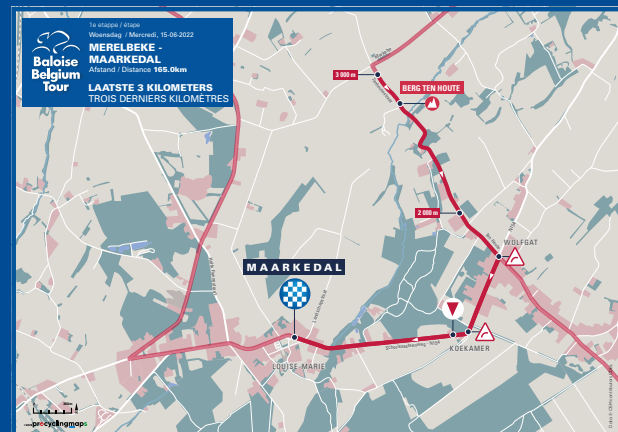 1e etappe / étape
Woensdag / Mercredi, 15-06-2022
MERELBEKE -
MAARKEDAL
Afstand / Distance 165.0km
Baloise
Belgium
Tour
LAATSTE 3 KILOMETERS
TROIS DERNIERS KILOMÈTRES
3 000 m
BERG TEN HOUTE
2 000 m
WOLFGAT
MAARKEDAL
KOEKAMER
LOUISE-MARIE
procyclingmaps